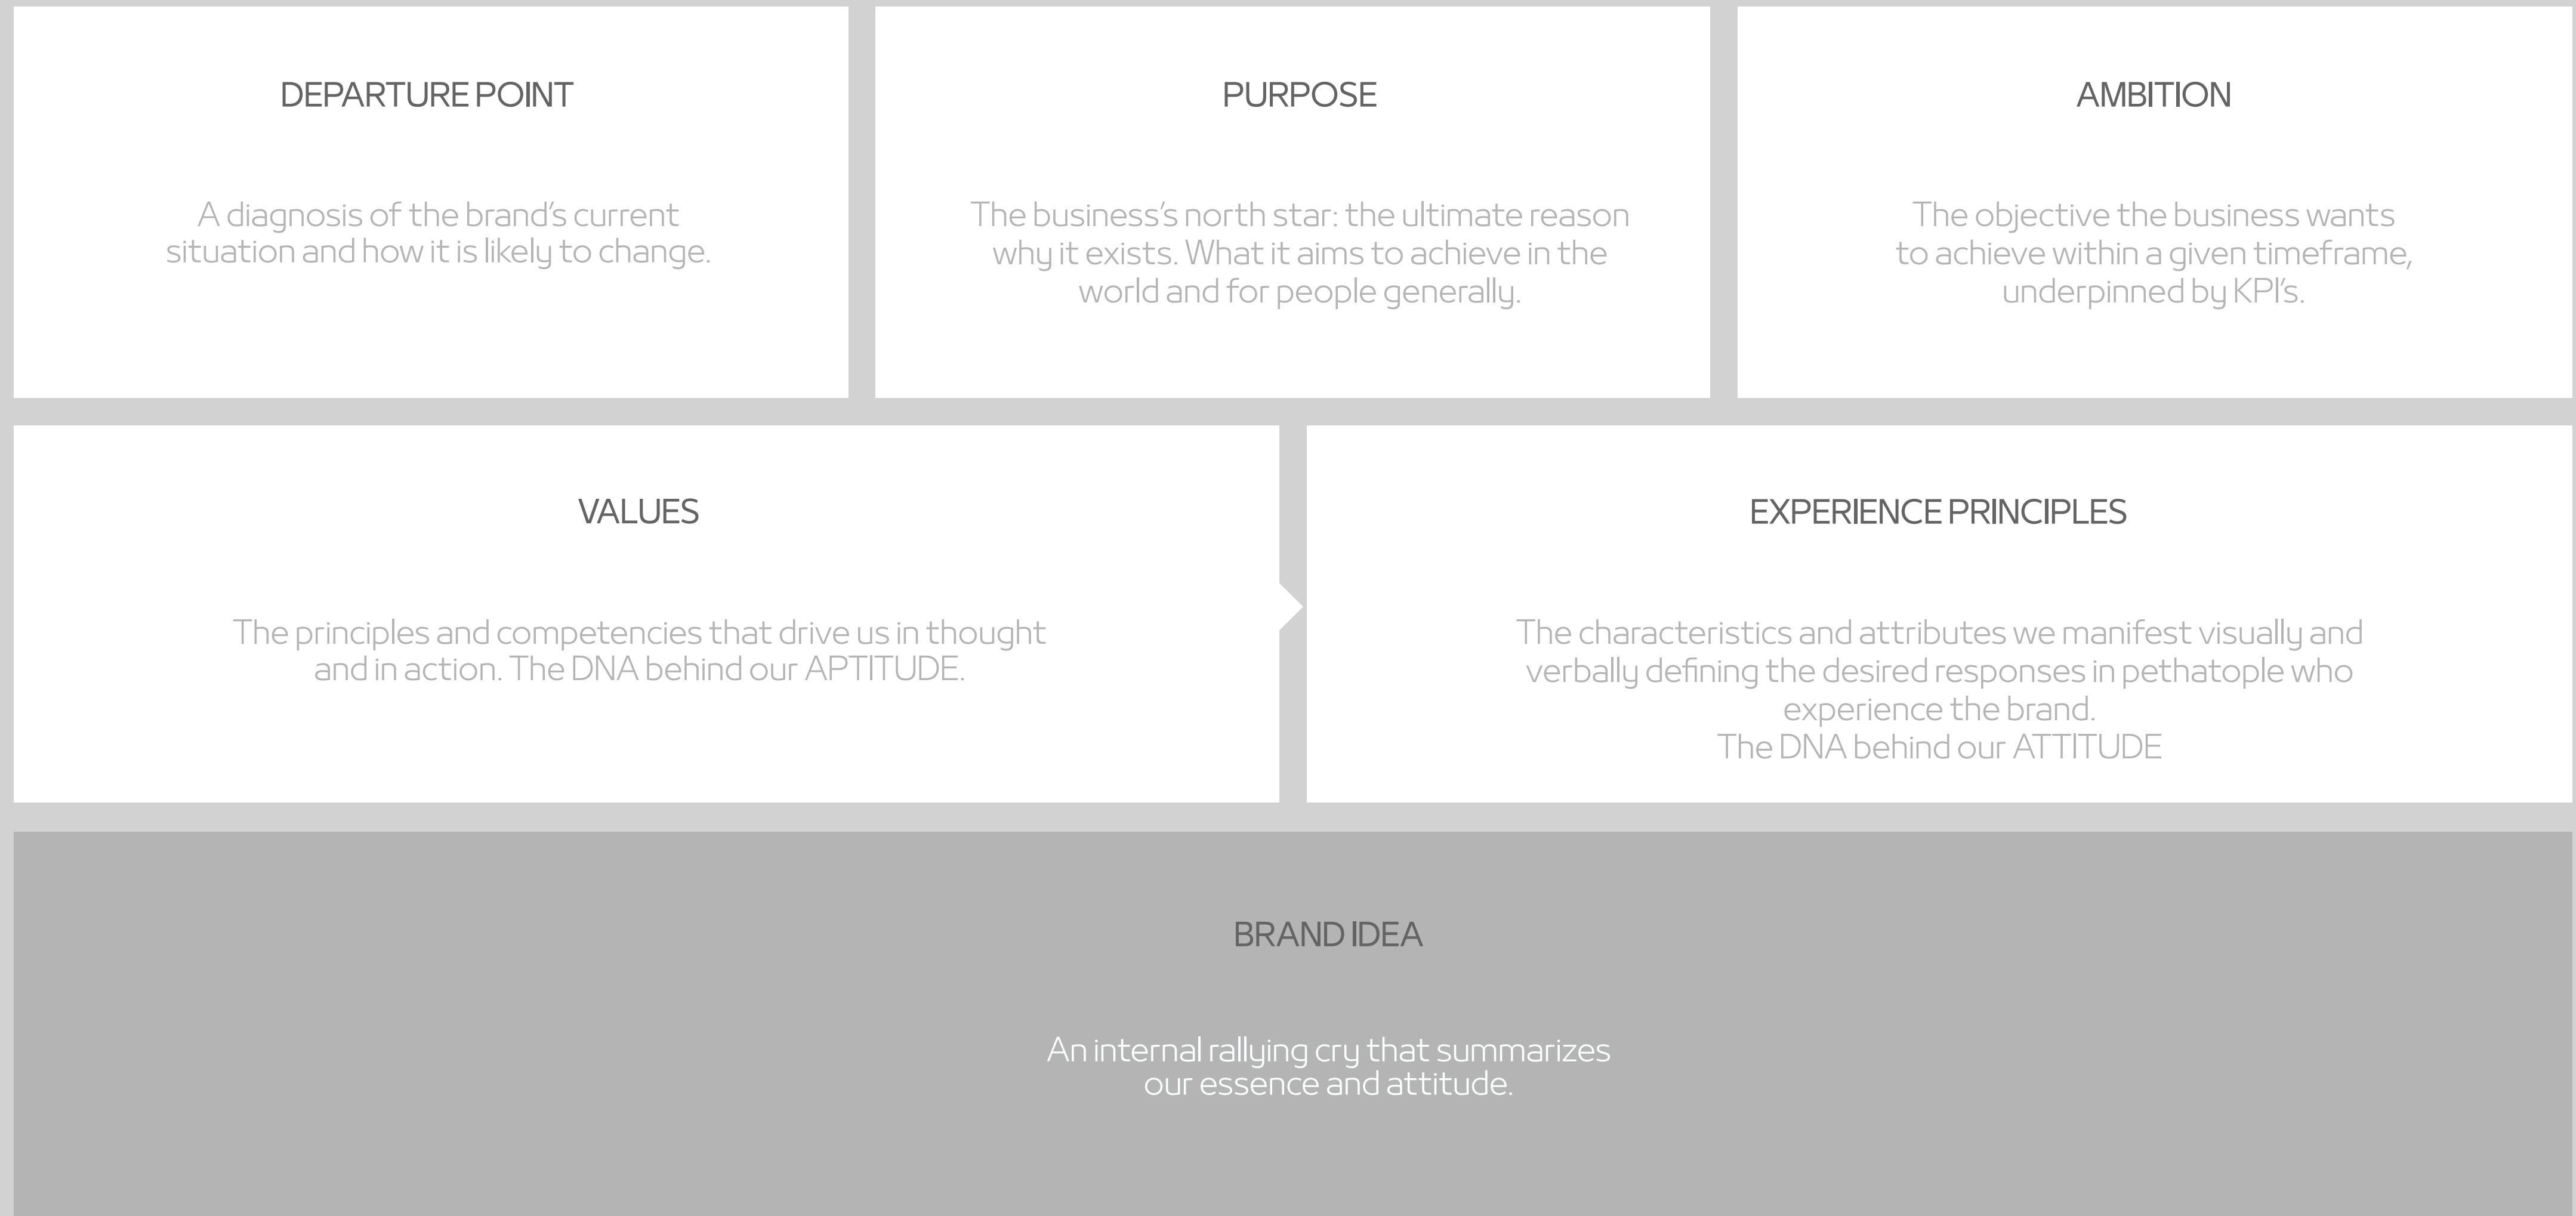 DEPARTURE POINT
A diagnosis of the brand’s current
situation and how it is likely to change.
PURPOSE
The business’s north star: the ultimate reason
why it exists. What it aims to achieve in the
world and for people generally.
AMBITION
The objective the business wants
to achieve within a given timeframe,
underpinned by KPI’s.
VALUES
The principles and competencies that drive us in thought
and in action. The DNA behind our APTITUDE.
EXPERIENCE PRINCIPLES
The characteristics and attributes we manifest visually and
verbally defining the desired responses in pethatople who
experience the brand.
The DNA behind our ATTITUDE
BRAND IDEA
An internal rallying cry that summarizes
our essence and attitude.